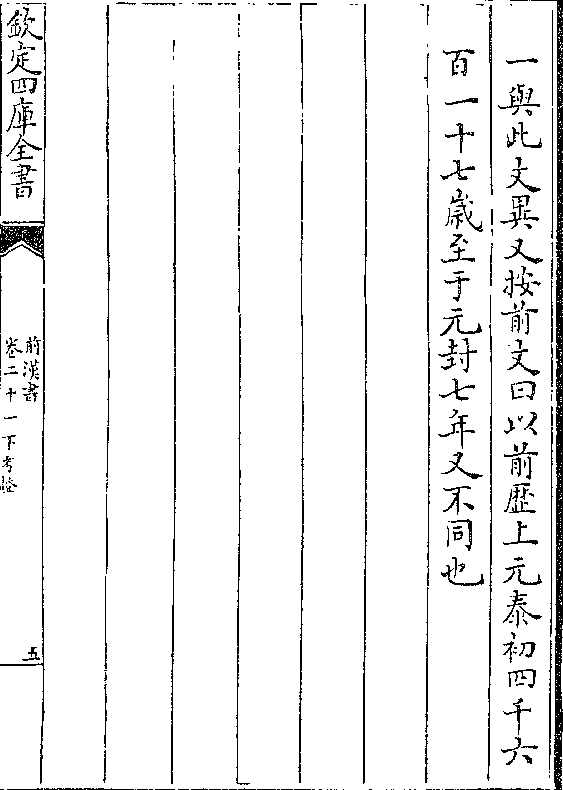 一與此文異又按前文曰以前歴上元泰初四千六
百一十七嵗至于元封七年又不同也
欽定四庫全書
前漢書
卷二十一下考證
五